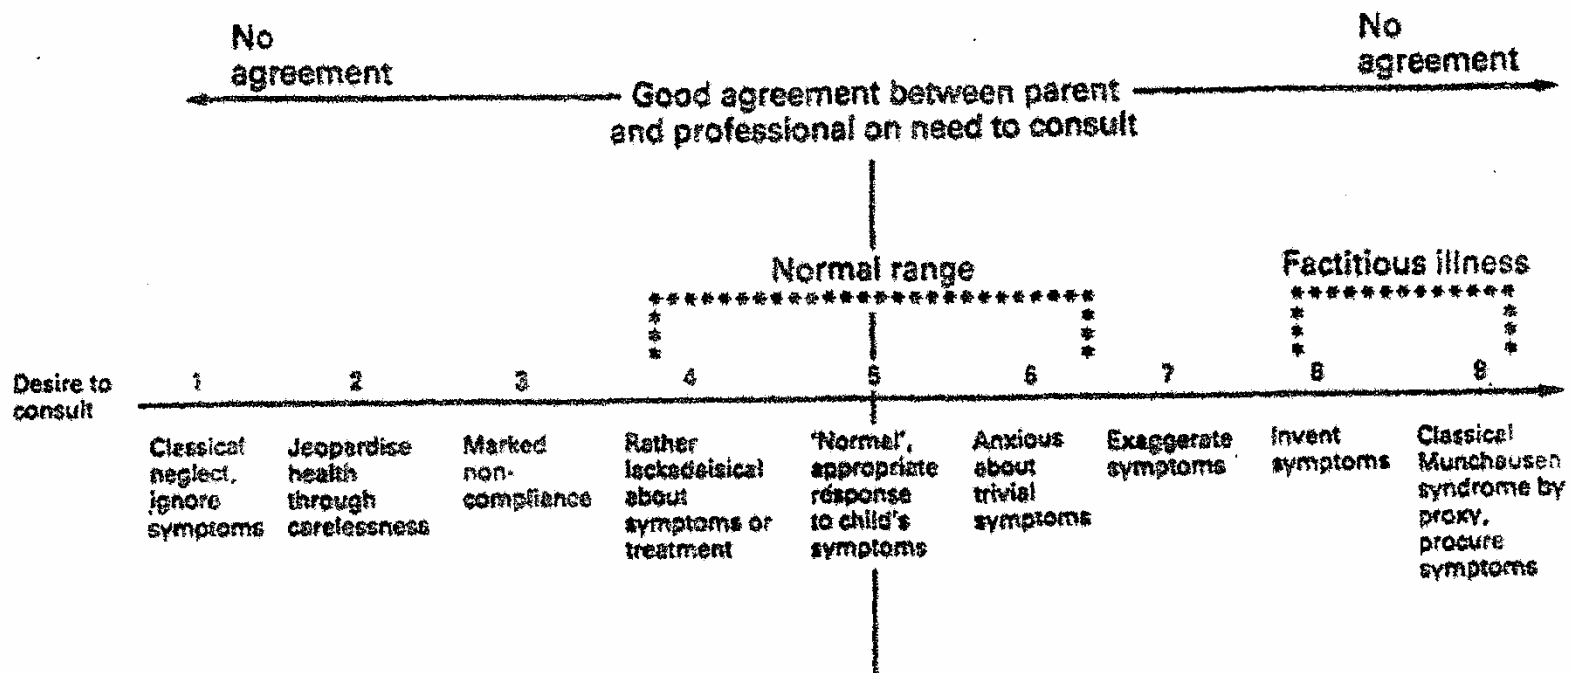 No
agreement
No
agreement
Good agreement between parent
and professional on need to consult
Normal range
Factitious illness
Desire to
consult
1
2
3
4
5
6
7
8
9
Classical
neglect,
ignore
symptoms
Jeopardise
health
through
carelessness
Marked
non-
compliance
Rather
lackadaisical
about
symptoms or
treatment
'Normal',
appropriate
response
to child's
symptoms
Anxious
about
trivial
symptoms
Exaggerate
symptoms
Invent
symptoms
Classical
Munchausen
syndrome by
proxy,
procure
symptoms